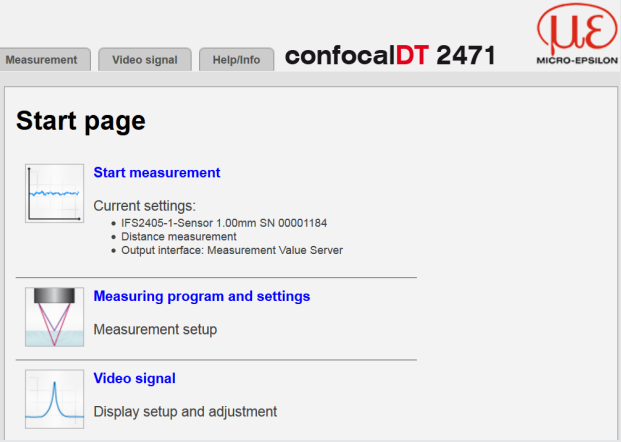 Measurement
Video signal
Help/Info
confocalDT 2471
με
MICRO-EPSILON
Start page
Start measurement
Current settings:
• IFS2405-1-Sensor 1.00mm SN 00001184
• Distance measurement
• Output interface: Measurement Value Server
Measuring program and settings
Measurement setup
Video signal
Display setup and adjustment